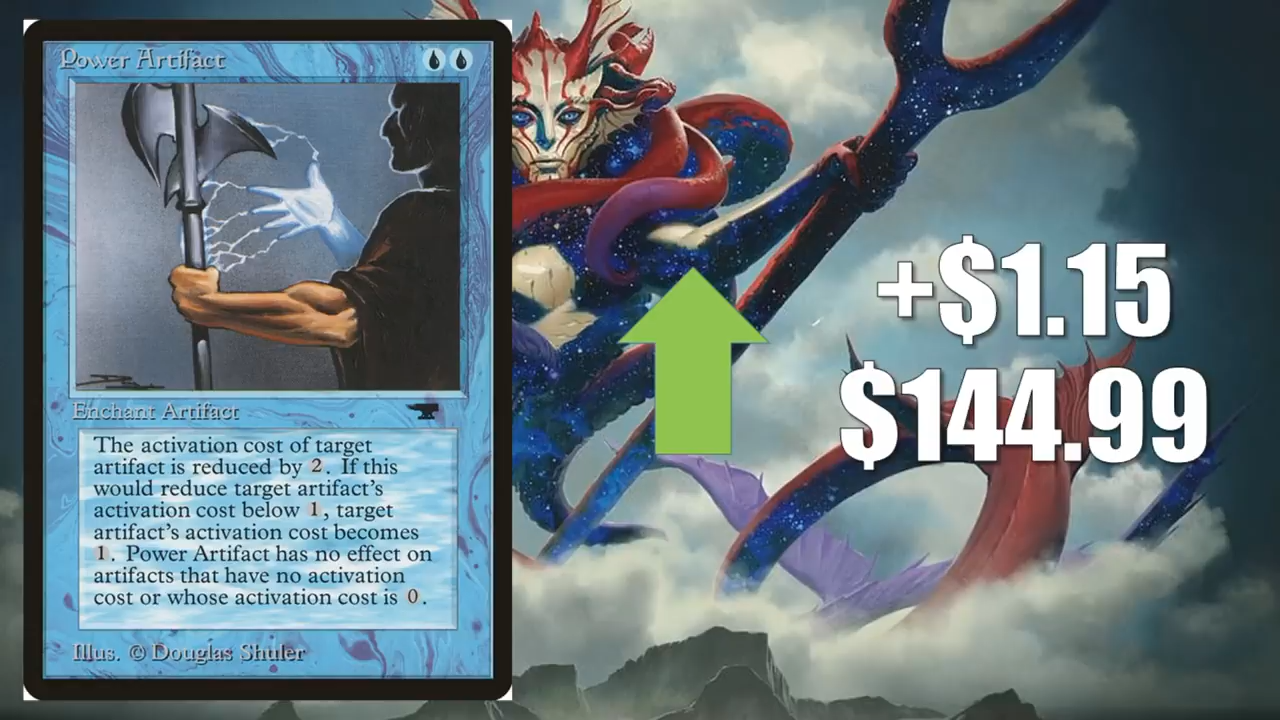 Power Artifact
Enchant Artifact
The activation cost of target
artifact is reduced by 2. If this
would reduce target artifact's
activation cost below 1, target
artifact's activation cost becomes
1. Power Artifact has no effect on
artifacts that have no activation
cost or whose activation cost is 0.
Illus. © Douglas Shuler
+$1.15
$144.99